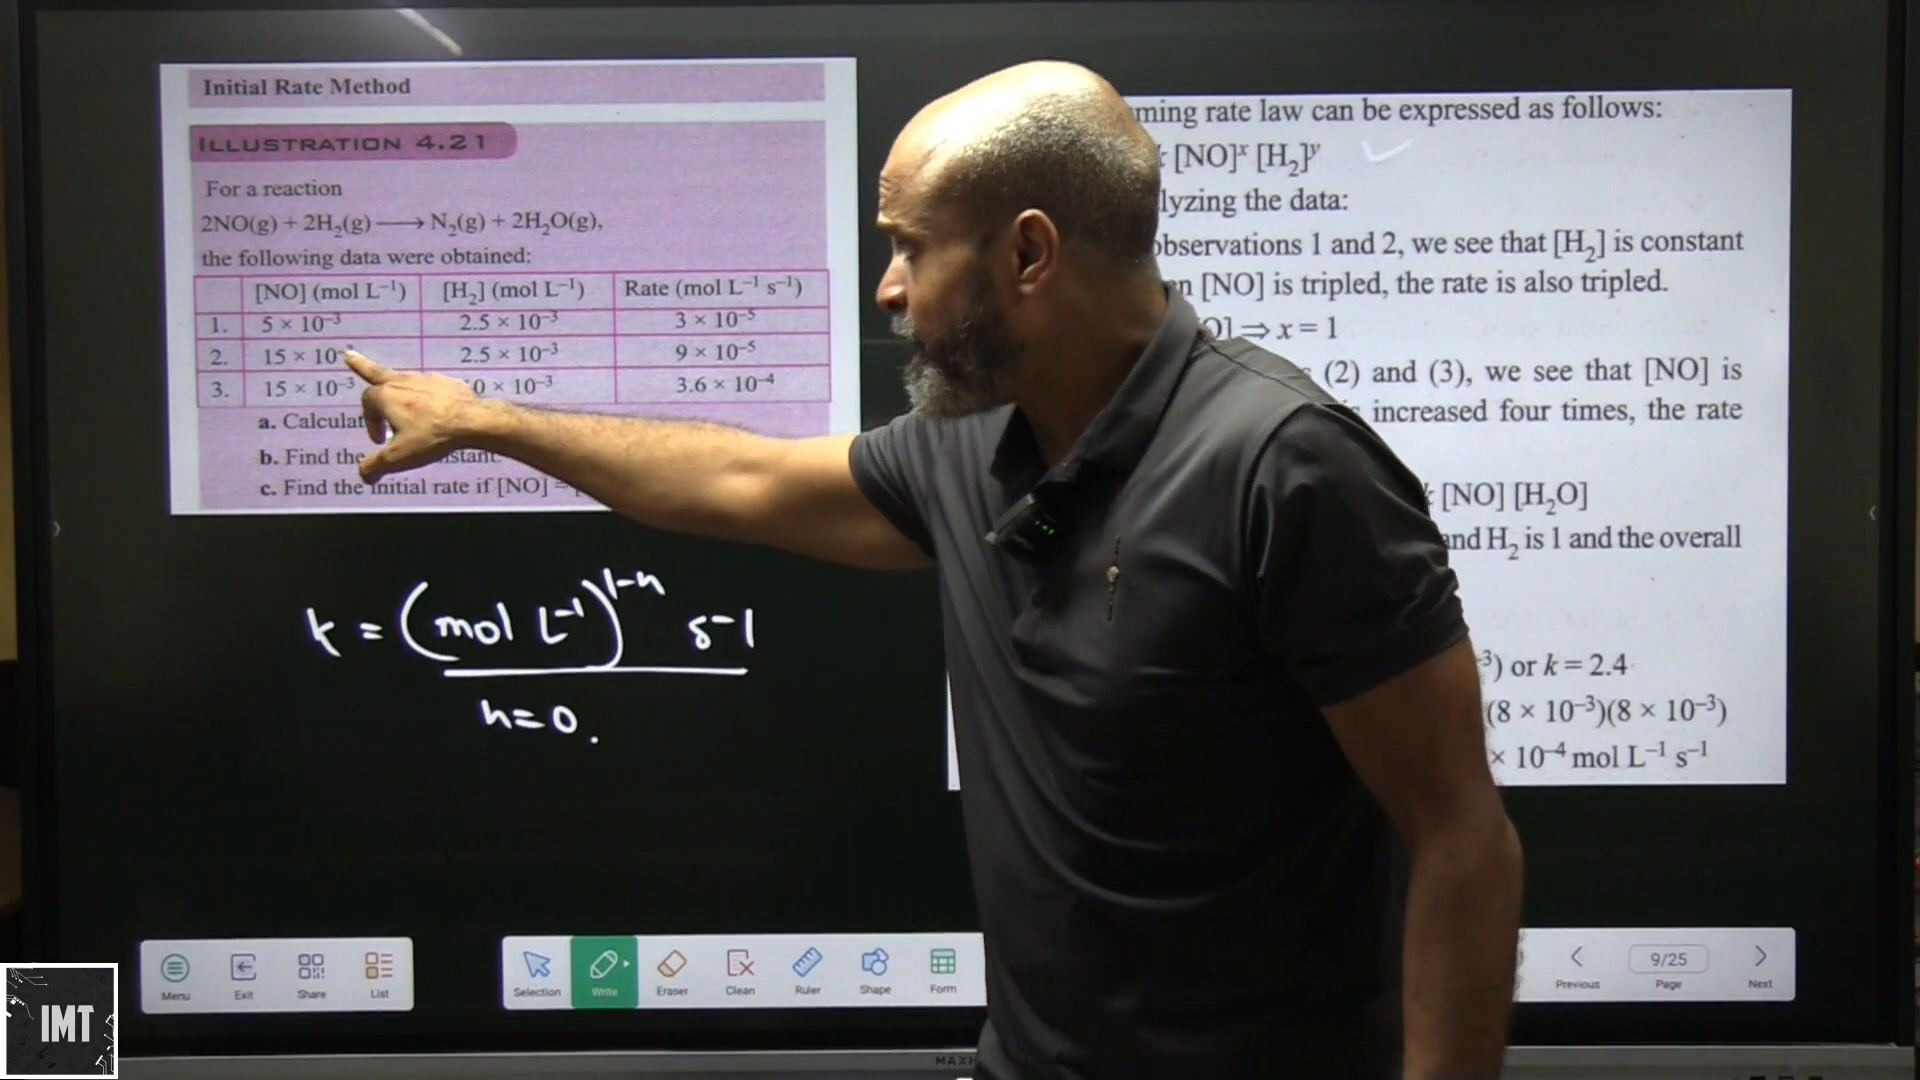 Initial Rate Method
ILLUSTRATION 4.21
For a reaction
2NO(g) + 2H₂(g) ⟶ N₂(g) + 2H₂O(g),
the following data were obtained:
[NO] (mol L⁻¹) [H₂] (mol L⁻¹) Rate (mol L⁻¹ s⁻¹)
1. 5 × 10⁻³ 2.5 × 10⁻³ 3 × 10⁻⁵
2. 15 × 10 2.5 × 10⁻³ 9 × 10⁻⁵
3. 15 × 10⁻³ 0 × 10⁻³ 3.6 × 10⁻⁴
a. Calculat
b. Find the stant.
c. Find the initial rate if [NO] =
k = (mol L⁻¹)¹⁻ⁿ s⁻¹
n=0.
ming rate law can be expressed as follows:
[NO]ˣ [H₂]ʸ
lyzing the data:
observations 1 and 2, we see that [H₂] is constant
n [NO] is tripled, the rate is also tripled.
O] ⇒ x = 1
(2) and (3), we see that [NO] is
increased four times, the rate
[NO] [H₂O]
and H₂ is 1 and the overall
⁻³) or k = 2.4
(8 × 10⁻³)(8 × 10⁻³)
× 10⁻⁴ mol L⁻¹ s⁻¹
Menu Exit Share List
Selection Write Eraser Clean Ruler Shape Form
Previous 9/25 Page Next
MAXH
IMT